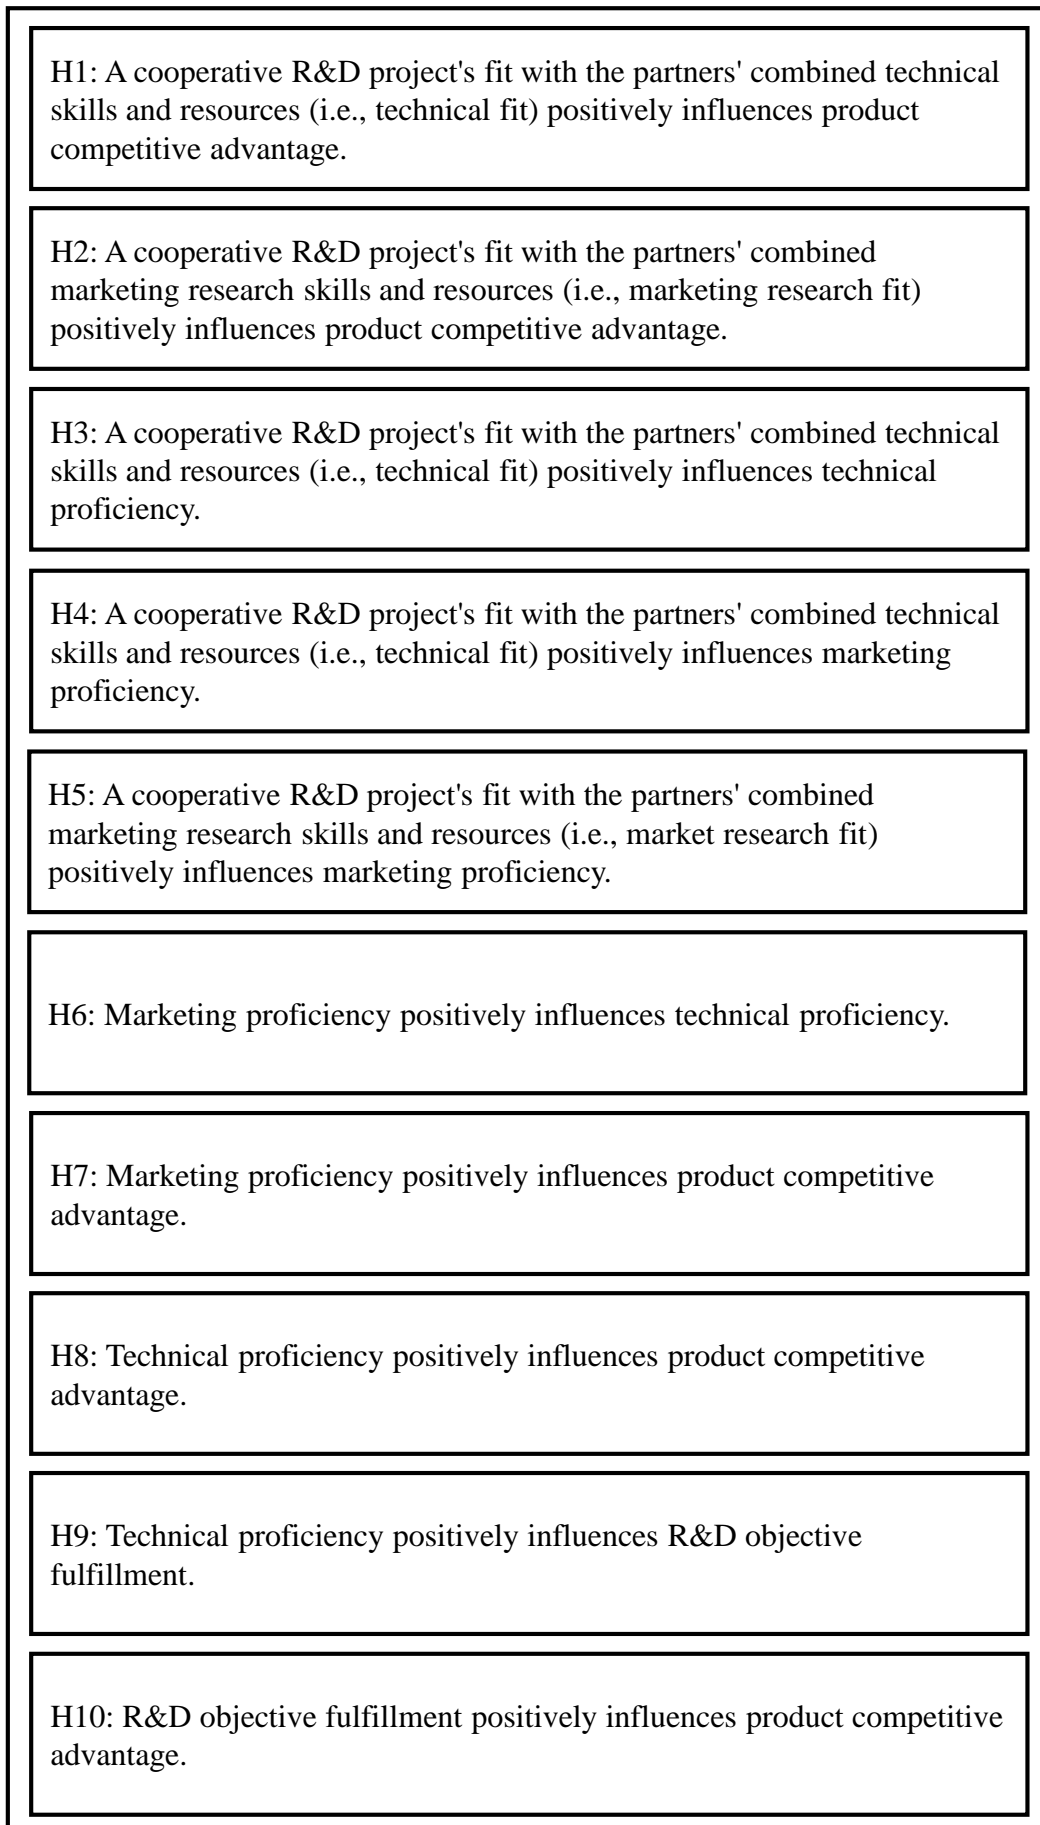 H1: A cooperative R&D project's fit with the partners' combined technical
skills and resources (i.e., technical fit) positively influences product
competitive advantage.
H2: A cooperative R&D project's fit with the partners' combined
marketing research skills and resources (i.e., marketing research fit)
positively influences product competitive advantage.
H3: A cooperative R&D project's fit with the partners' combined technical
skills and resources (i.e., technical fit) positively influences technical
proficiency.
H4: A cooperative R&D project's fit with the partners' combined technical
skills and resources (i.e., technical fit) positively influences marketing
proficiency.
H5: A cooperative R&D project's fit with the partners' combined
marketing research skills and resources (i.e., market research fit)
positively influences marketing proficiency.
H6: Marketing proficiency positively influences technical proficiency.
H7: Marketing proficiency positively influences product competitive
advantage.
H8: Technical proficiency positively influences product competitive
advantage.
H9: Technical proficiency positively influences R&D objective
fulfillment.
H10: R&D objective fulfillment positively influences product competitive
advantage.